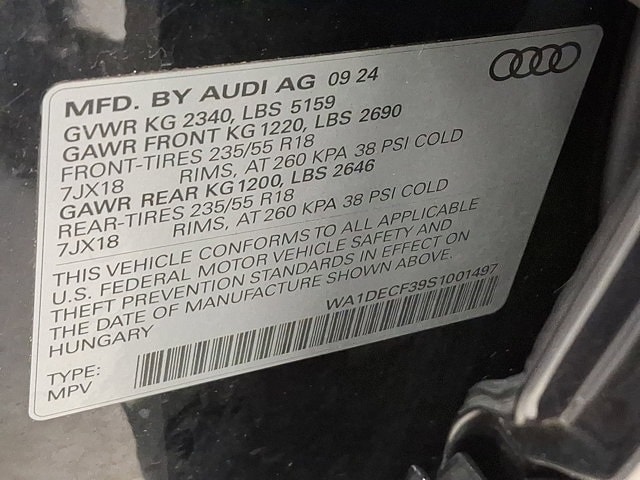 MFD. BY AUDI AG 09 24
GVWR KG 2340, LBS 5159
GAWR FRONT KG 1220, LBS 2690
FRONT-TIRES 235/55 R18
7JX18 RIMS, AT 260 KPA 38 PSI COLD
GAWR REAR KG 1200, LBS 2646
REAR-TIRES 235/55 R18
7JX18 RIMS, AT 260 KPA 38 PSI COLD
THIS VEHICLE CONFORMS TO ALL APPLICABLE
U.S. FEDERAL MOTOR VEHICLE SAFETY AND
THEFT PREVENTION STANDARDS IN EFFECT ON
THE DATE OF MANUFACTURE SHOWN ABOVE.
HUNGARY WA1DECF39S1001497
TYPE:
MPV